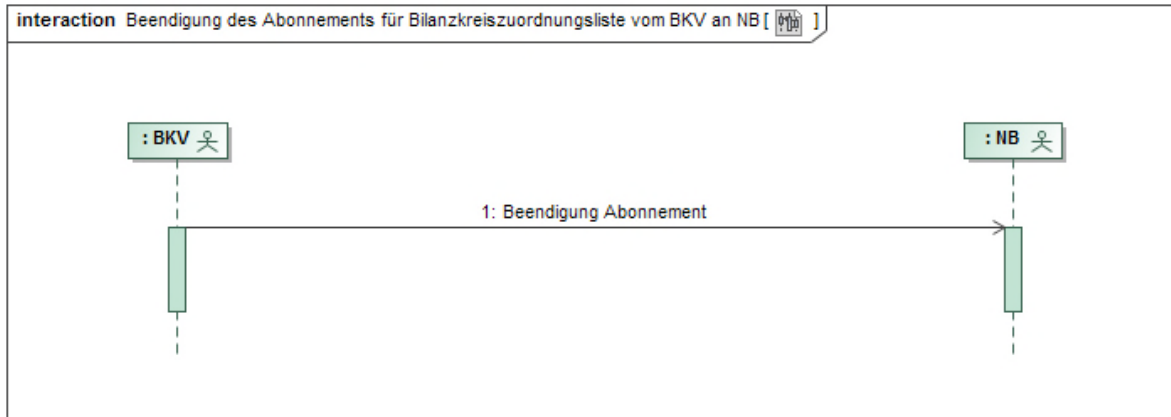 interaction Beendigung des Abonnements für Bilanzkreiszuordnungsliste vom BKV an NB [ ]
: BKV
: NB
1: Beendigung Abonnement